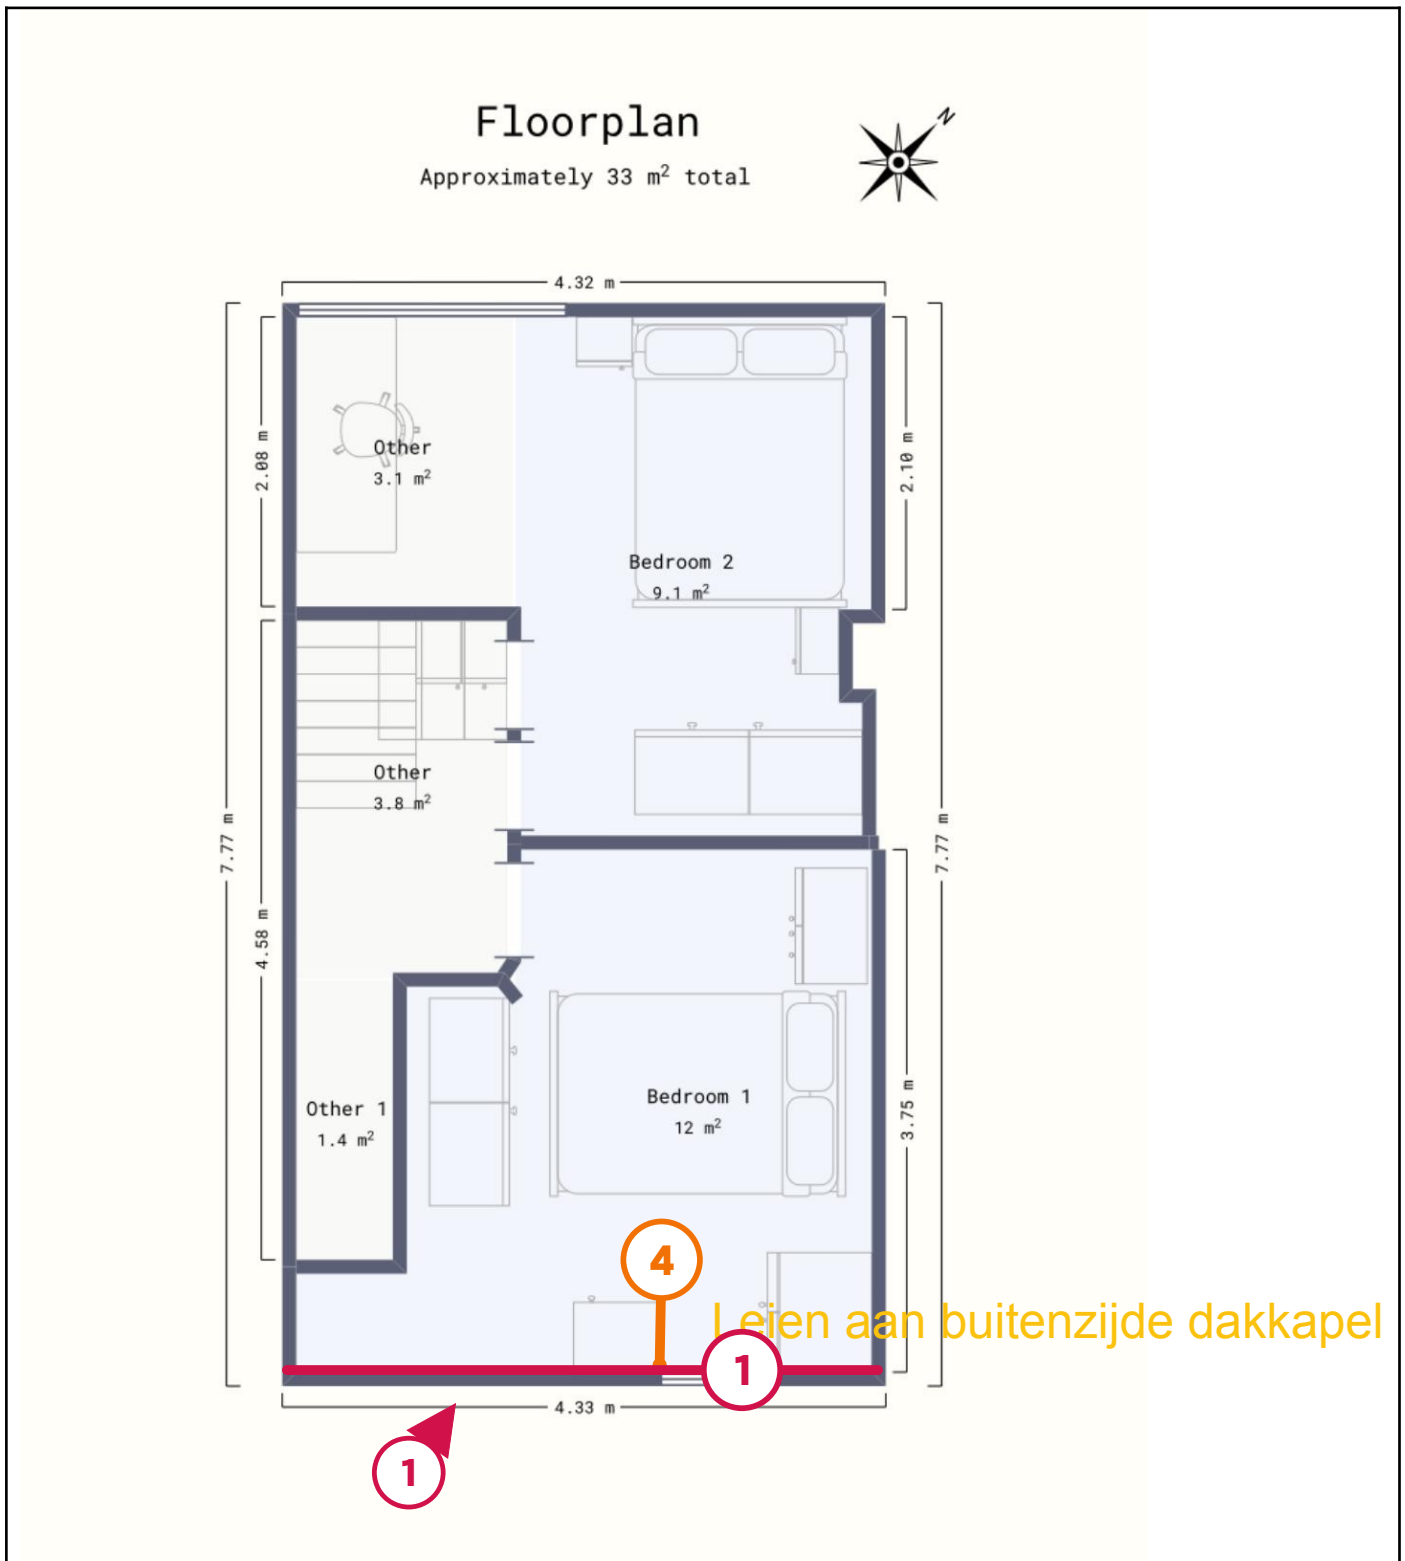 Floorplan
N
Approximately 33 m² total
4.32 m
2.08 m
2.10 m
Other
3.1 m²
Bedroom 2
9.1 m²
Other
3.8 m²
7.77 m
7.77 m
4.58 m
Bedroom 1
12 m²
Other 1
1.4 m²
3.75 m
4
Leien aan buitenzijde dakkapel
1
4.33 m
1